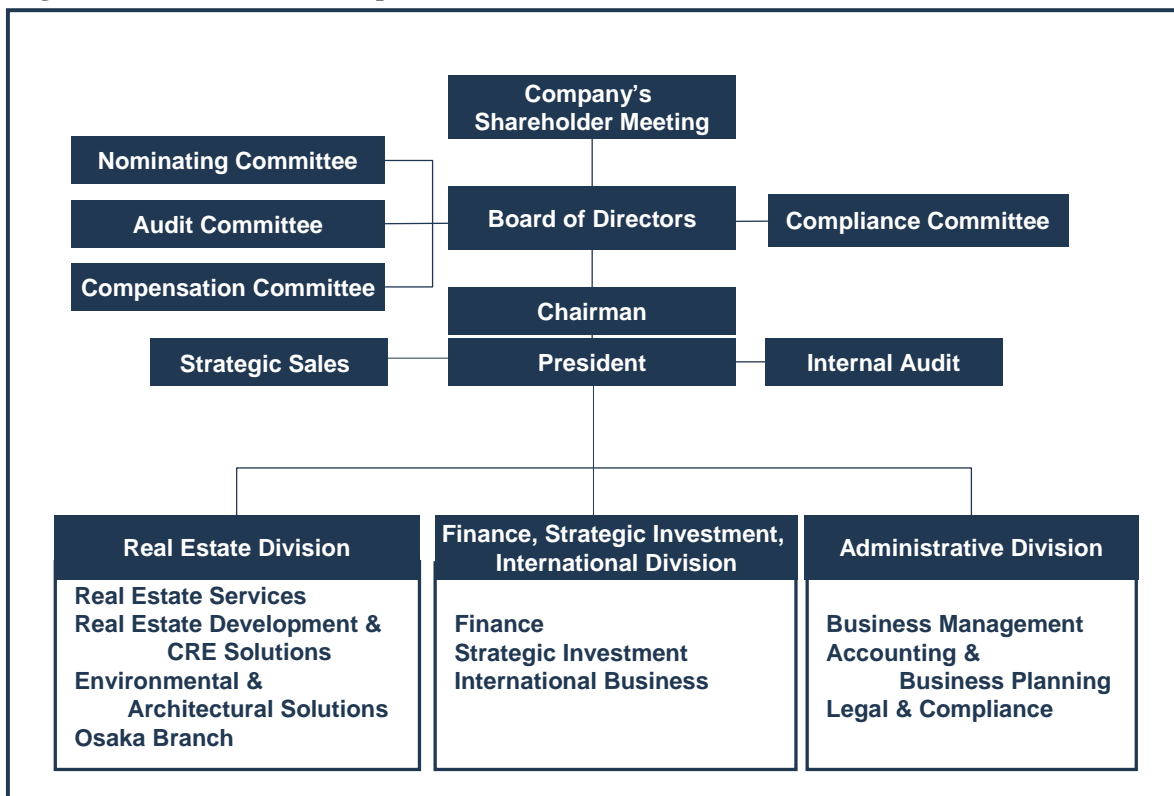 Company's
Shareholder Meeting
Nominating Committee
Audit Committee
Board of Directors
Compliance Committee
Compensation Committee
Chairman
Strategic Sales
President
Internal Audit
Real Estate Division
Real Estate Services
Real Estate Development &
CRE Solutions
Environmental &
Architectural Solutions
Osaka Branch
Finance, Strategic Investment,
International Division
Finance
Strategic Investment
International Business
Administrative Division
Business Management
Accounting &
Business Planning
Legal & Compliance